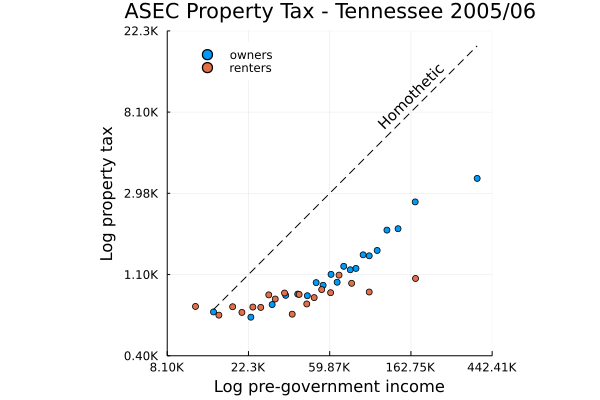 ASEC Property Tax - Tennessee 2005/06
22.3K
owners
renters
Homothetic
8.10K
Log property tax
2.98K
1.10K
0.40K
8.10K 22.3K 59.87K 162.75K 442.41K
Log pre-government income